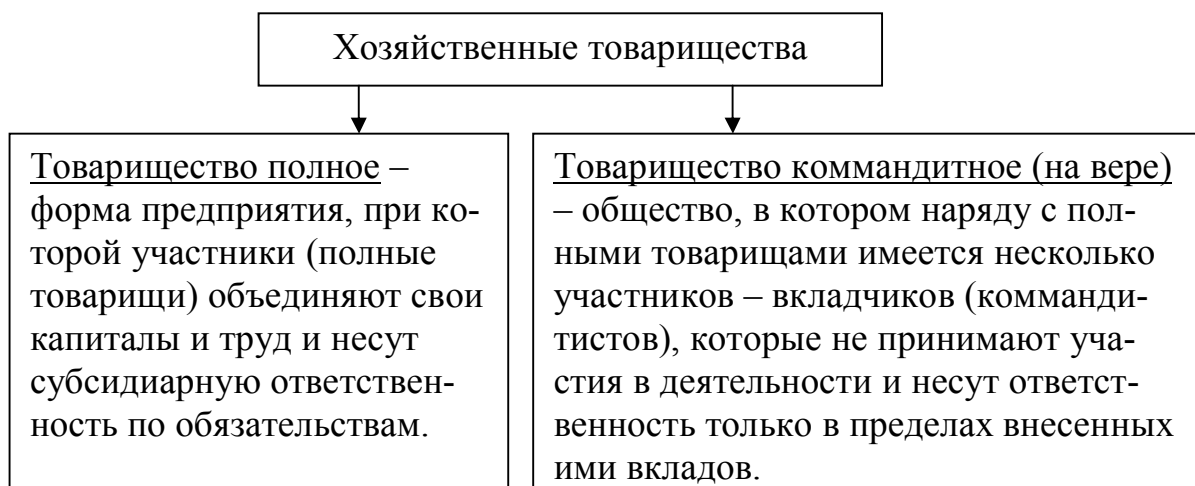 Хозяйственные товарищества
Товарищество полное –
форма предприятия, при ко-
торой участники (полные
товарищи) объединяют свои
капиталы и труд и несут
субсидиарную ответствен-
ность по обязательствам.
Товарищество коммандитное (на вере)
– общество, в котором наряду с пол-
ными товарищами имеется несколько
участников – вкладчиков (комманди-
тистов), которые не принимают уча-
стия в деятельности и несут ответст-
венность только в пределах внесенных
ими вкладов.